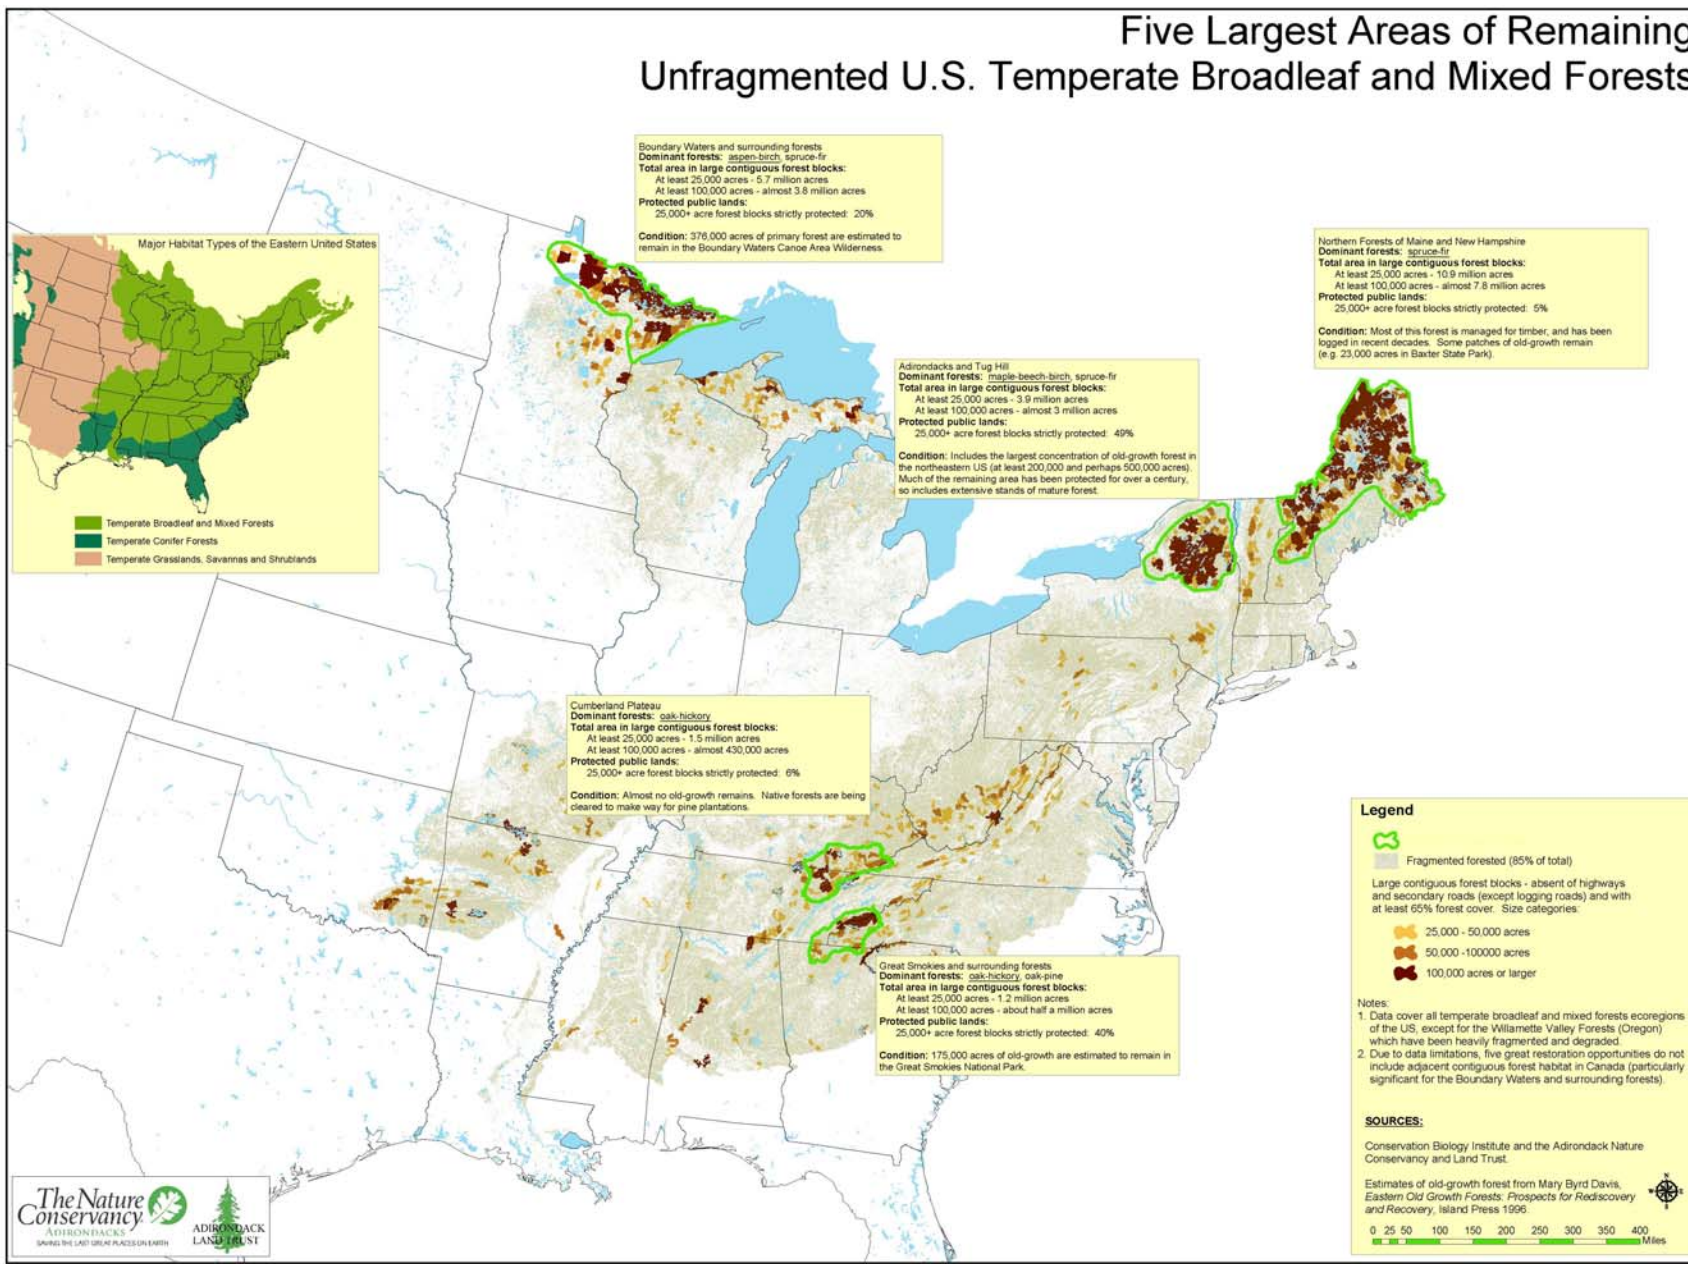 Five Largest Areas of Remaining
Unfragmented U.S. Temperate Broadleaf and Mixed Forests
Boundary Waters and surrounding forests
Dominant forests: aspen-birch, spruce-fir
Total area in large contiguous forest blocks:
At least 25,000 acres - 5.7 million acres
At least 100,000 acres - almost 3.8 million acres
Protected public lands:
25,000+ acre forest blocks strictly protected: 20%
Condition: 376,000 acres of primary forest are estimated to
remain in the Boundary Waters Canoe Area Wilderness.
Major Habitat Types of the Eastern United States
Temperate Broadleaf and Mixed Forests
Temperate Conifer Forests
Temperate Grasslands, Savannas and Shrublands
Northern Forests of Maine and New Hampshire
Dominant forests: spruce-fir
Total area in large contiguous forest blocks:
At least 25,000 acres - 10.9 million acres
At least 100,000 acres - almost 7.8 million acres
Protected public lands:
25,000+ acre forest blocks strictly protected: 5%
Condition: Most of this forest is managed for timber, and has been
logged in recent decades. Some patches of old-growth remain
(e.g. 23,000 acres in Baxter State Park).
Adirondacks and Tug Hill
Dominant forests: maple-beech-birch, spruce-fir
Total area in large contiguous forest blocks:
At least 25,000 acres - 3.9 million acres
At least 100,000 acres - almost 3 million acres
Protected public lands:
25,000+ acre forest blocks strictly protected: 49%
Condition: Includes the largest concentration of old-growth forest in
the northeastern US (at least 200,000 and perhaps 500,000 acres).
Much of the remaining area has been protected for over a century,
so includes extensive stands of mature forest.
Cumberland Plateau
Dominant forests: oak-hickory
Total area in large contiguous forest blocks:
At least 25,000 acres - 1.5 million acres
At least 100,000 acres - almost 430,000 acres
Protected public lands:
25,000+ acre forest blocks strictly protected: 6%
Condition: Almost no old-growth remains. Native forests are being
cleared to make way for pine plantations.
Great Smokies and surrounding forests
Dominant forests: oak-hickory, oak-pine
Total area in large contiguous forest blocks:
At least 25,000 acres - 1.2 million acres
At least 100,000 acres - about half a million acres
Protected public lands:
25,000+ acre forest blocks strictly protected: 40%
Condition: 175,000 acres of old-growth are estimated to remain in
the Great Smokies National Park.
Legend
Fragmented forested (85% of total)
Large contiguous forest blocks - absent of highways
and secondary roads (except logging roads) and with
at least 65% forest cover. Size categories:
25,000 - 50,000 acres
50,000 -100000 acres
100,000 acres or larger
Notes:
1. Data cover all temperate broadleaf and mixed forests ecoregions
of the US, except for the Willamette Valley Forests (Oregon)
which have been heavily fragmented and degraded.
2. Due to data limitations, five great restoration opportunities do not
include adjacent contiguous forest habitat in Canada (particularly
significant for the Boundary Waters and surrounding forests).
SOURCES:
Conservation Biology Institute and the Adirondack Nature
Conservancy and Land Trust.
Estimates of old-growth forest from Mary Byrd Davis,
Eastern Old Growth Forests: Prospects for Rediscovery
and Recovery, Island Press 1996.
0 25 50 100 150 200 250 300 350 400
Miles
The Nature
Conservancy
ADIRONDACKS
SAVING THE LAST GREAT PLACES ON EARTH
ADIRONDACK
LAND TRUST